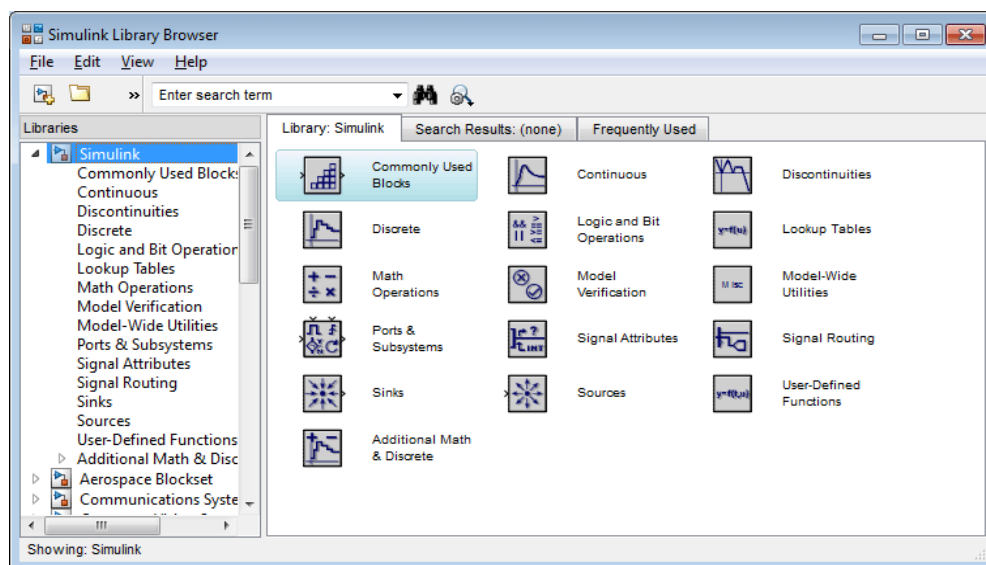 Simulink Library Browser
File Edit View Help
» Enter search term
Libraries
Library: Simulink Search Results: (none) Frequently Used
Simulink
Commonly Used Block
Continuous
Discontinuities
Discrete
Logic and Bit Operation
Lookup Tables
Math Operations
Model Verification
Model-Wide Utilities
Ports & Subsystems
Signal Attributes
Signal Routing
Sinks
Sources
User-Defined Functions
Additional Math & Disc
Aerospace Blockset
Communications Syste
Commonly Used
Blocks
Continuous
Discontinuities
Discrete
Logic and Bit
Operations
y=f(u)
Lookup Tables
Math
Operations
Model
Verification
Misc
Model-Wide
Utilities
Ports &
Subsystems
Signal Attributes
Signal Routing
Sinks
Sources
y=f(t,u)
User-Defined
Functions
Additional Math
& Discrete
Showing: Simulink